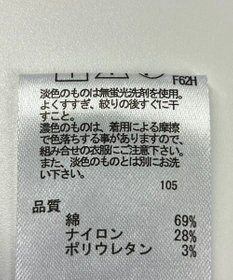 F62H
淡色のものは無蛍光洗剤を使用。
よくすすぎ、絞りの後すぐに干
すこと。
濃色のものは、着用による摩擦
で色落ちする事がありますので、
組み合せの衣服にご注意下さい。
また、淡色のものとは別にお洗
い下さい。
105
品質
綿 69%
ナイロン 28%
ポリウレタン 3%